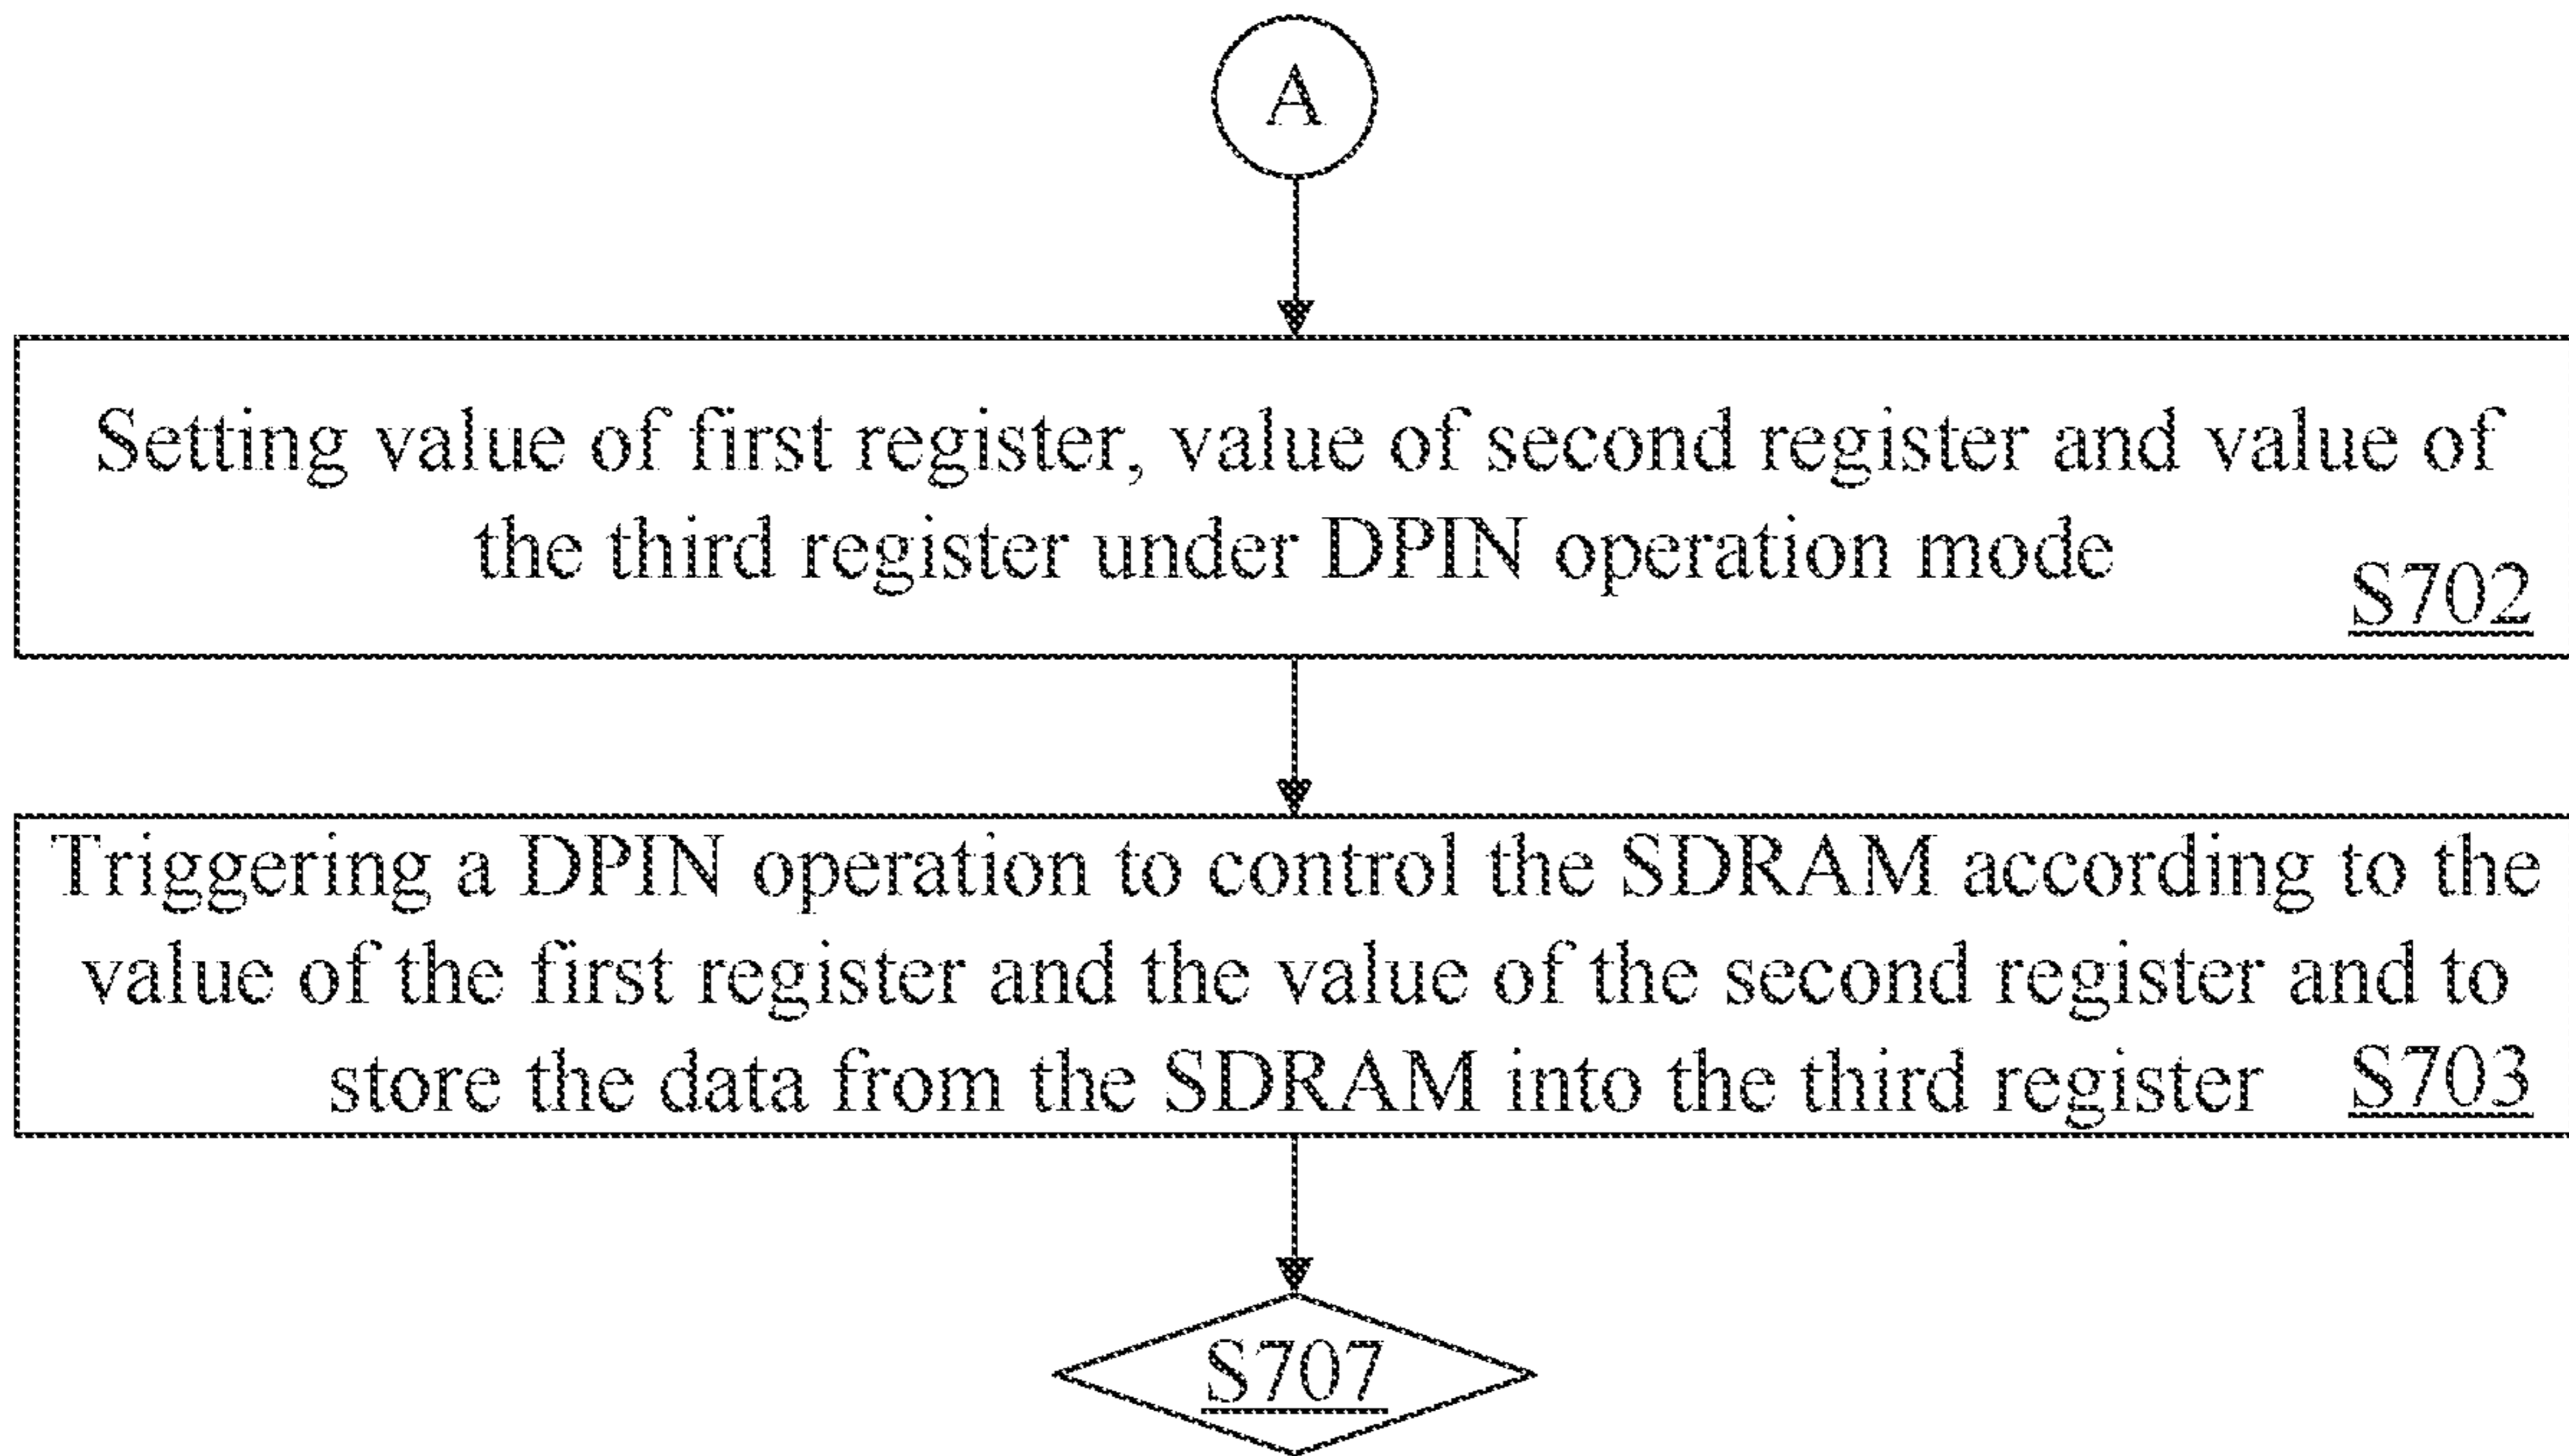 A
Setting value of first register, value of second register and value of
the third register under DPIN operation mode
S702
Triggering a DPIN operation to control the SDRAM according to the
value of the first register and the value of the second register and to
store the data from the SDRAM into the third register S703
S707